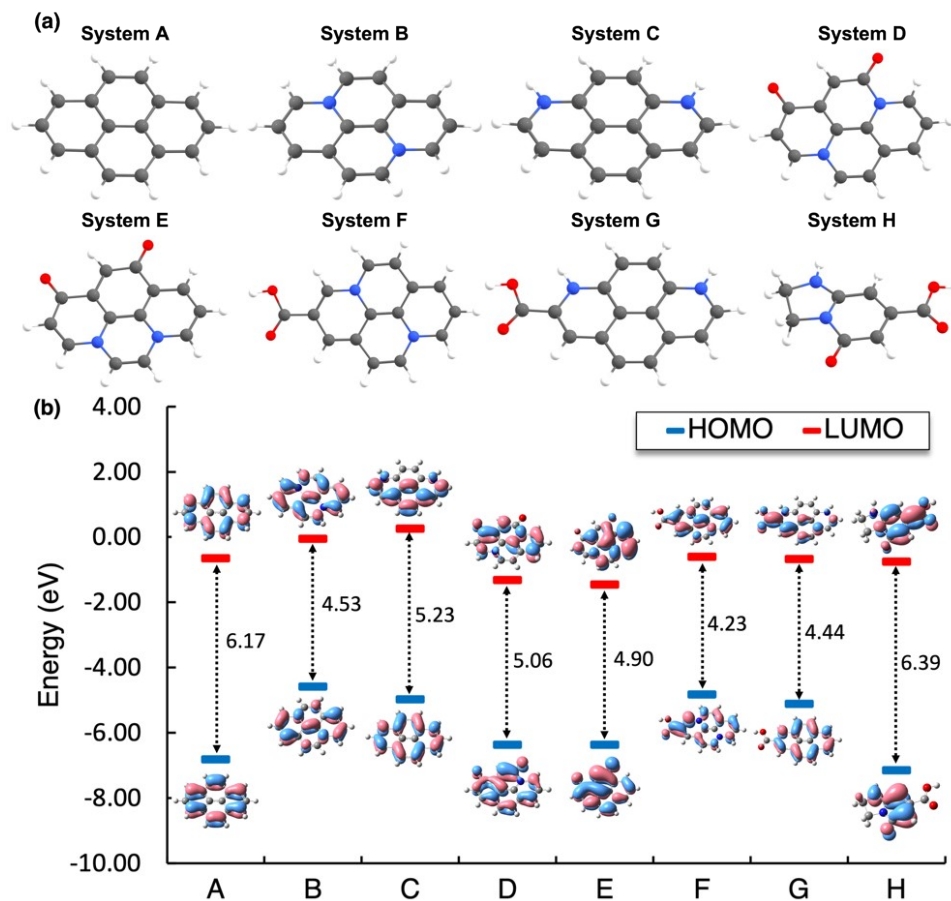 (a)
System A
System B
System C
System D
System E
System F
System G
System H
(b)
HOMO
LUMO
Energy (eV)
4.00
2.00
0.00
-2.00
-4.00
-6.00
-8.00
-10.00
6.17
4.53
5.23
5.06
4.90
4.23
4.44
6.39
A B C D E F G H